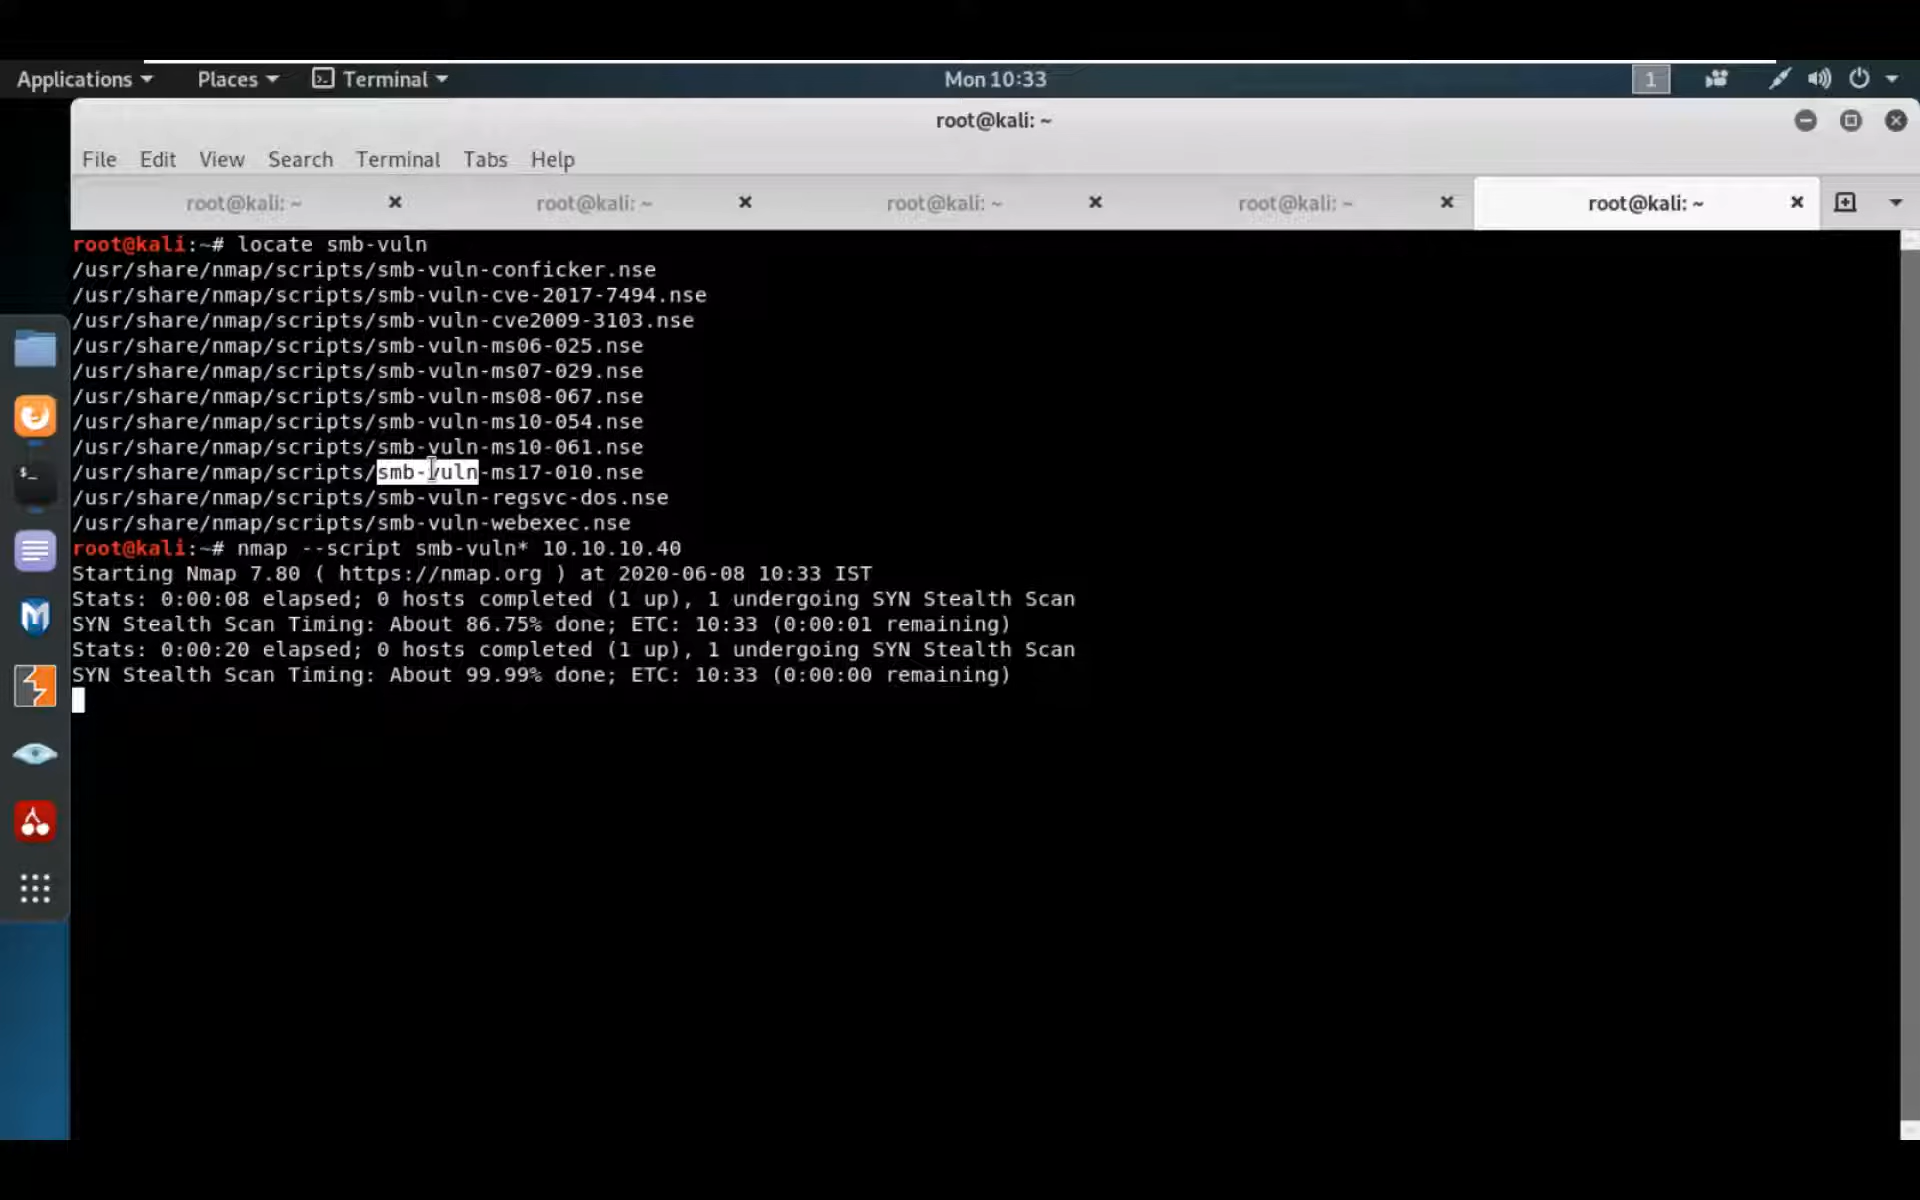 Applications Places Terminal Mon 10:33 1
root@kali: ~
File Edit View Search Terminal Tabs Help
root@kali: ~ root@kali: ~ root@kali: ~ root@kali: ~ root@kali: ~
root@kali:~# locate smb-vuln
/usr/share/nmap/scripts/smb-vuln-conficker.nse
/usr/share/nmap/scripts/smb-vuln-cve-2017-7494.nse
/usr/share/nmap/scripts/smb-vuln-cve2009-3103.nse
/usr/share/nmap/scripts/smb-vuln-ms06-025.nse
/usr/share/nmap/scripts/smb-vuln-ms07-029.nse
/usr/share/nmap/scripts/smb-vuln-ms08-067.nse
/usr/share/nmap/scripts/smb-vuln-ms10-054.nse
/usr/share/nmap/scripts/smb-vuln-ms10-061.nse
/usr/share/nmap/scripts/smb-vuln-ms17-010.nse
/usr/share/nmap/scripts/smb-vuln-regsvc-dos.nse
/usr/share/nmap/scripts/smb-vuln-webexec.nse
root@kali:~# nmap --script smb-vuln* 10.10.10.40
Starting Nmap 7.80 ( https://nmap.org ) at 2020-06-08 10:33 IST
Stats: 0:00:08 elapsed; 0 hosts completed (1 up), 1 undergoing SYN Stealth Scan
SYN Stealth Scan Timing: About 86.75% done; ETC: 10:33 (0:00:01 remaining)
Stats: 0:00:20 elapsed; 0 hosts completed (1 up), 1 undergoing SYN Stealth Scan
SYN Stealth Scan Timing: About 99.99% done; ETC: 10:33 (0:00:00 remaining)